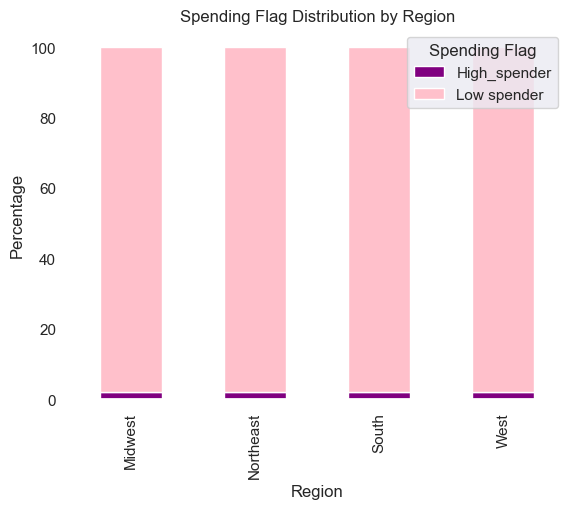 Spending Flag Distribution by Region
Spending Flag
High_spender
Low spender
100
80
60
40
20
0
Percentage
Midwest
Northeast
South
West
Region